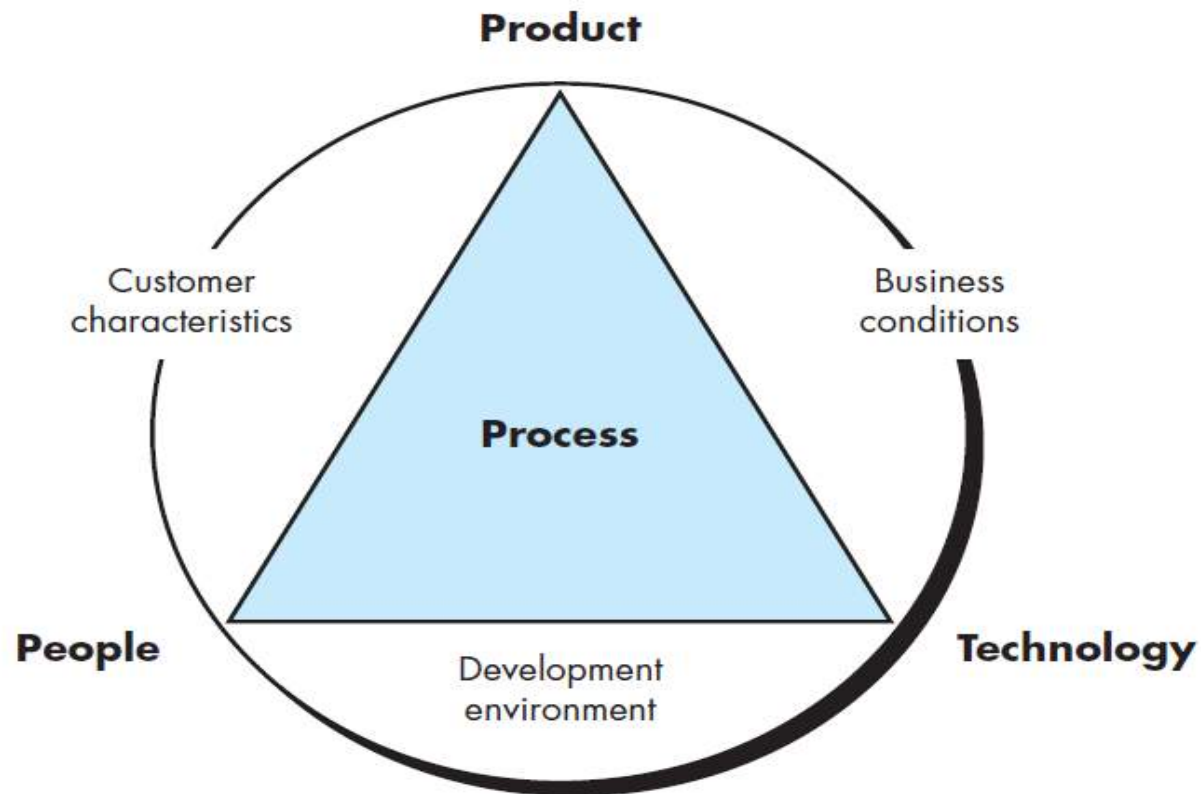 Product
Customer
characteristics
Business
conditions
Process
People
Technology
Development
environment